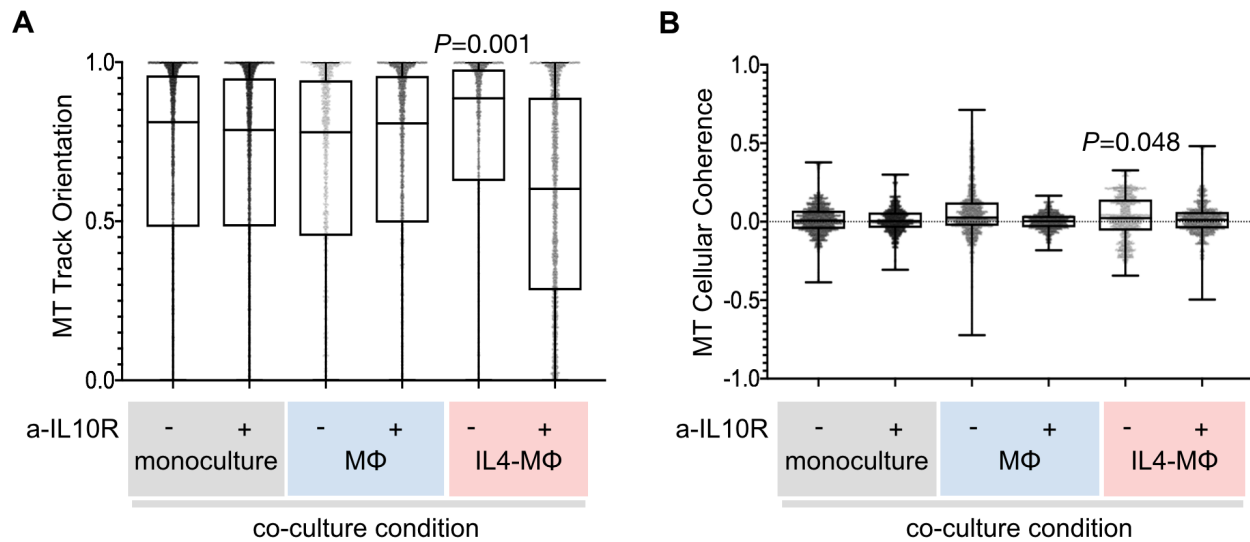 A
P=0.001
MT Track Orientation
1.0
0.5
0.0
a-IL10R - + - + - +
monoculture MΦ IL4-MΦ
co-culture condition
B
P=0.048
MT Cellular Coherence
1.0
0.5
0.0
-0.5
-1.0
a-IL10R - + - + - +
monoculture MΦ IL4-MΦ
co-culture condition